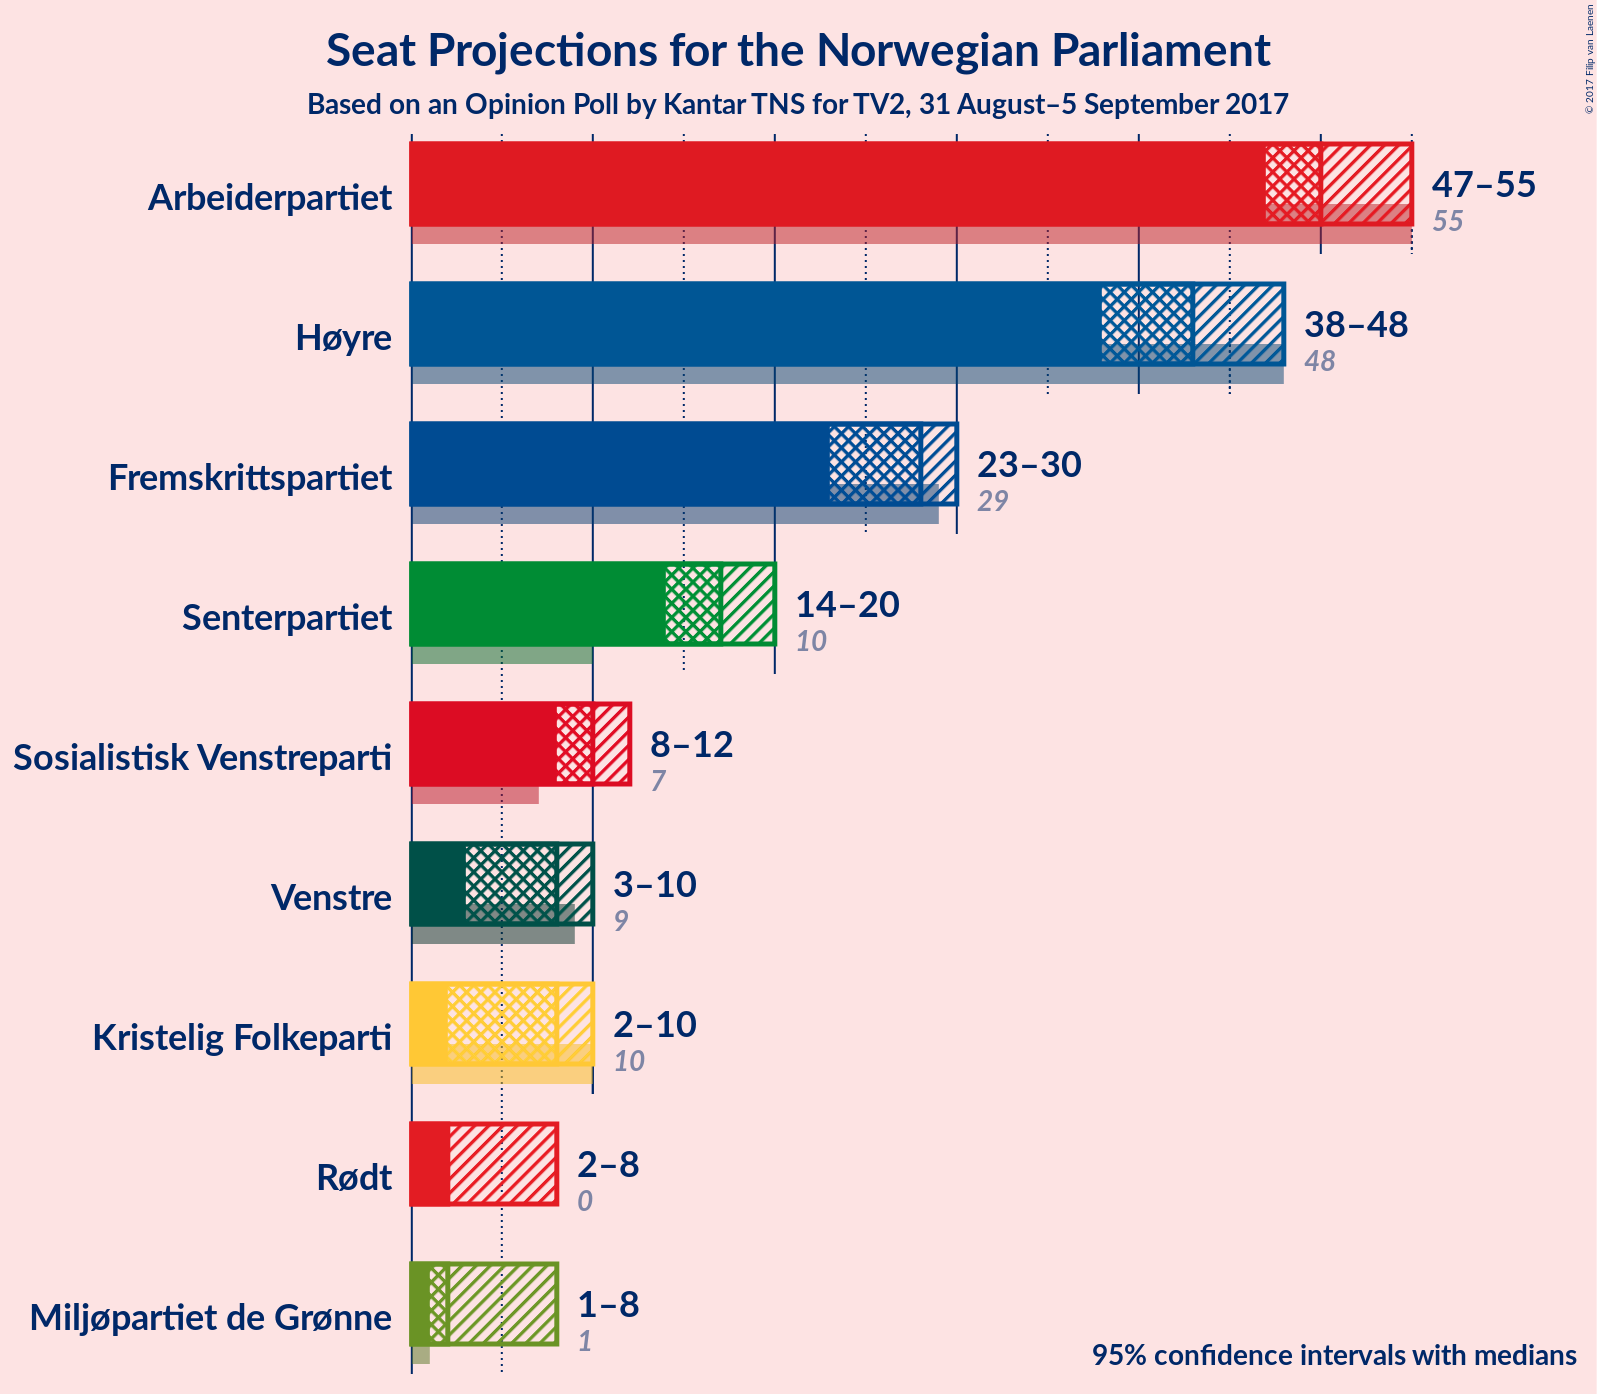 Seat Projections for the Norwegian Parliament
Based on an Opinion Poll by Kantar TNS for TV2, 31 August–5 September 2017
© 2017 Filip van Laenen
Arbeiderpartiet
47–55
55
Høyre
38–48
48
Fremskrittspartiet
23–30
29
Senterpartiet
14–20
10
Sosialistisk Venstreparti
8–12
7
Venstre
3–10
9
Kristelig Folkeparti
2–10
10
Rødt
2–8
0
Miljøpartiet de Grønne
1–8
1
95% confidence intervals with medians